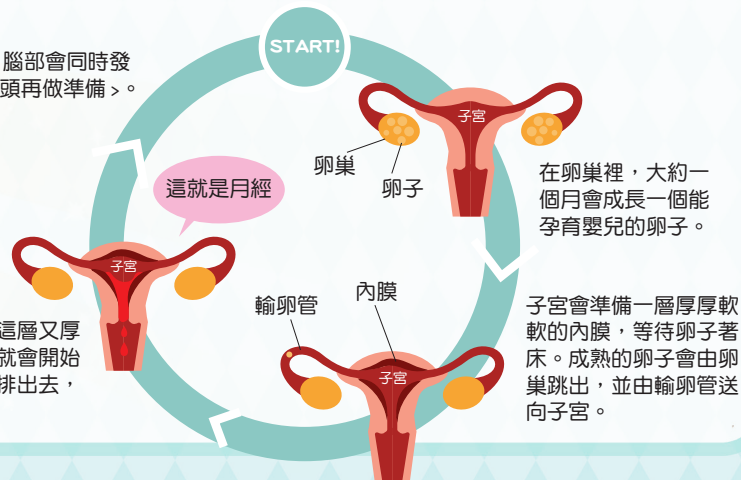 START!
腦部會同時發
頭再做準備>。
子宮
卵巢
卵子
在卵巢裡，大約一
個月會成長一個能
孕育嬰兒的卵子。
這就是月經
子宮
輸卵管
內膜
子宮
子宮會準備一層厚厚軟
軟的內膜，等待卵子著
床。成熟的卵子會由卵
巢跳出，並由輸卵管送
向子宮。
這層又厚
就會開始
排出去，